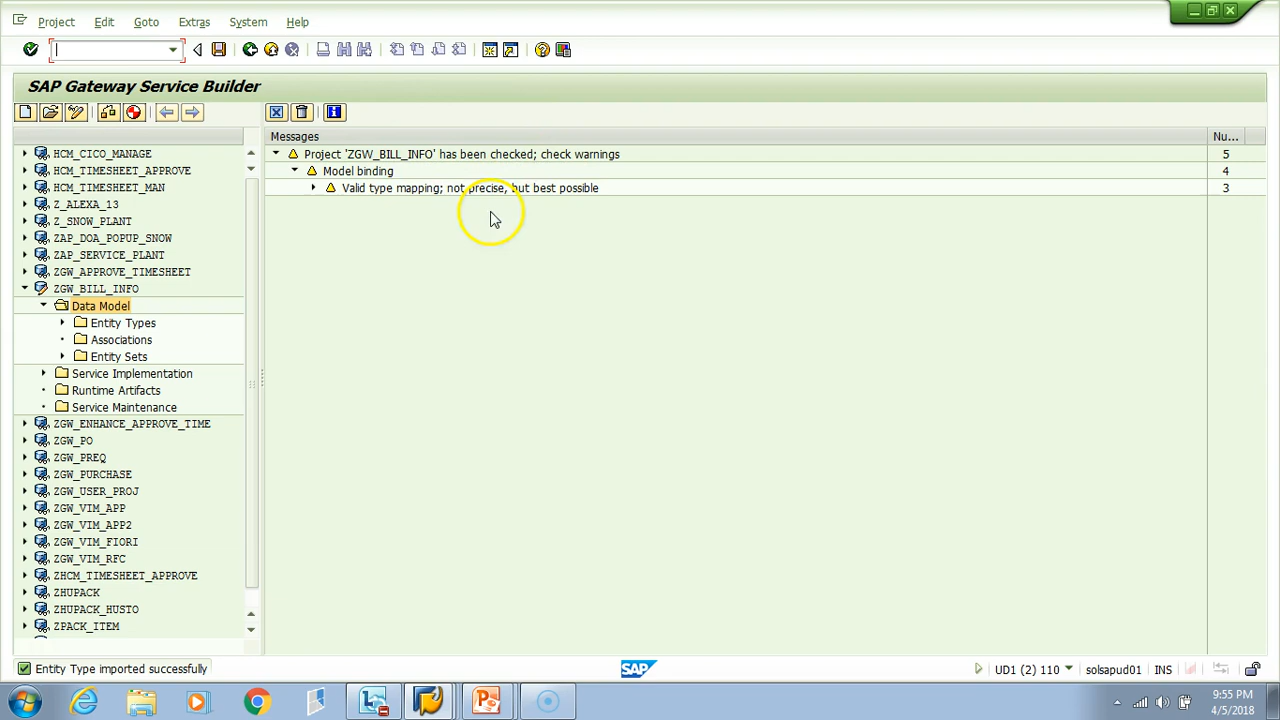 Project Edit Goto Extras System Help
SAP Gateway Service Builder
Messages Nu...
HCM_CICO_MANAGE
Project 'ZGW_BILL_INFO' has been checked; check warnings 5
HCM_TIMESHEET_APPROVE
Model binding 4
HCM_TIMESHEET_MAN
Valid type mapping; not precise, but best possible 3
Z_ALEXA_13
Z_SNOW_PLANT
ZAP_DOA_POPUP_SNOW
ZAP_SERVICE_PLANT
ZGW_APPROVE_TIMESHEET
ZGW_BILL_INFO
Data Model
Entity Types
Associations
Entity Sets
Service Implementation
Runtime Artifacts
Service Maintenance
ZGW_ENHANCE_APPROVE_TIME
ZGW_PO
ZGW_PREQ
ZGW_PURCHASE
ZGW_USER_PROJ
ZGW_VIM_APP
ZGW_VIM_APP2
ZGW_VIM_FIORI
ZGW_VIM_RFC
ZHCM_TIMESHEET_APPROVE
ZHUPACK
ZHUPACK_HUSTO
ZPACK_ITEM
Entity Type imported successfully SAP UD1 (2) 110 solsapud01 INS
9:55 PM
4/5/2018